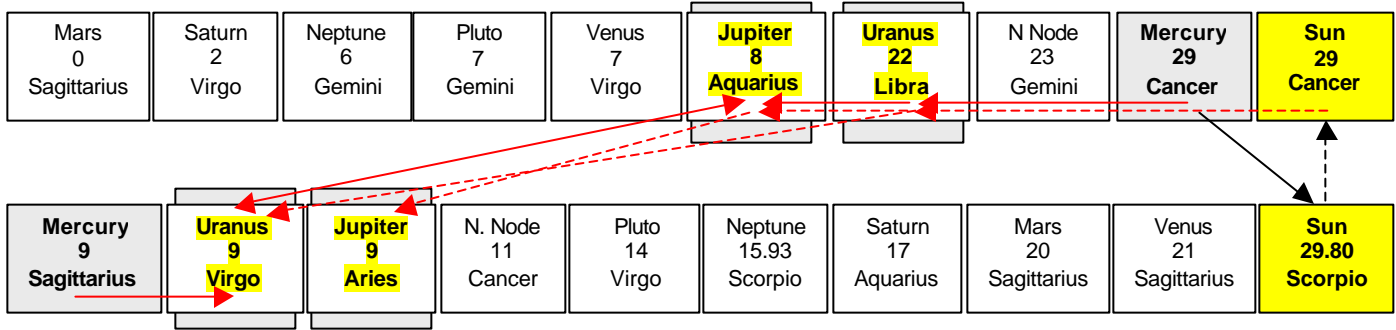 Mars
0
Sagittarius
Saturn
2
Virgo
Neptune
6
Gemini
Pluto
7
Gemini
Venus
7
Virgo
Jupiter
8
Aquarius
Uranus
22
Libra
N Node
23
Gemini
Mercury
29
Cancer
Sun
29
Cancer
Mercury
9
Sagittarius
Uranus
9
Virgo
Jupiter
9
Aries
N. Node
11
Cancer
Pluto
14
Virgo
Neptune
15.93
Scorpio
Saturn
17
Aquarius
Mars
20
Sagittarius
Venus
21
Sagittarius
Sun
29.80
Scorpio